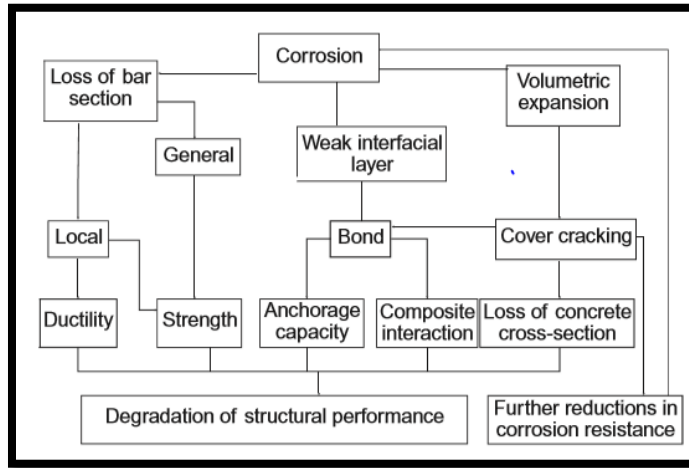 Corrosion
Loss of bar
section
Volumetric
expansion
General
Weak interfacial
layer
Local
Bond
Cover cracking
Ductility
Strength
Anchorage
capacity
Composite
interaction
Loss of concrete
cross-section
Degradation of structural performance
Further reductions in
corrosion resistance